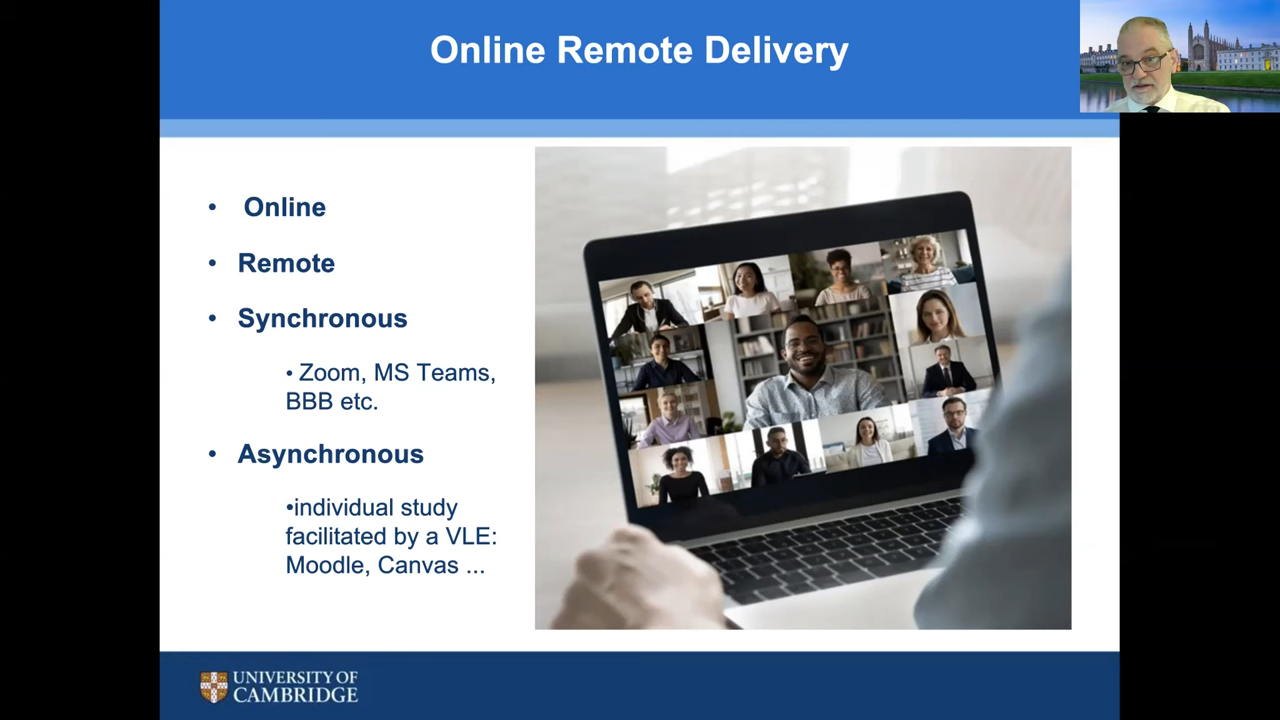 Online Remote Delivery
• Online
• Remote
• Synchronous
• Zoom, MS Teams,
BBB etc.
• Asynchronous
•individual study
facilitated by a VLE:
Moodle, Canvas ...
UNIVERSITY OF
CAMBRIDGE